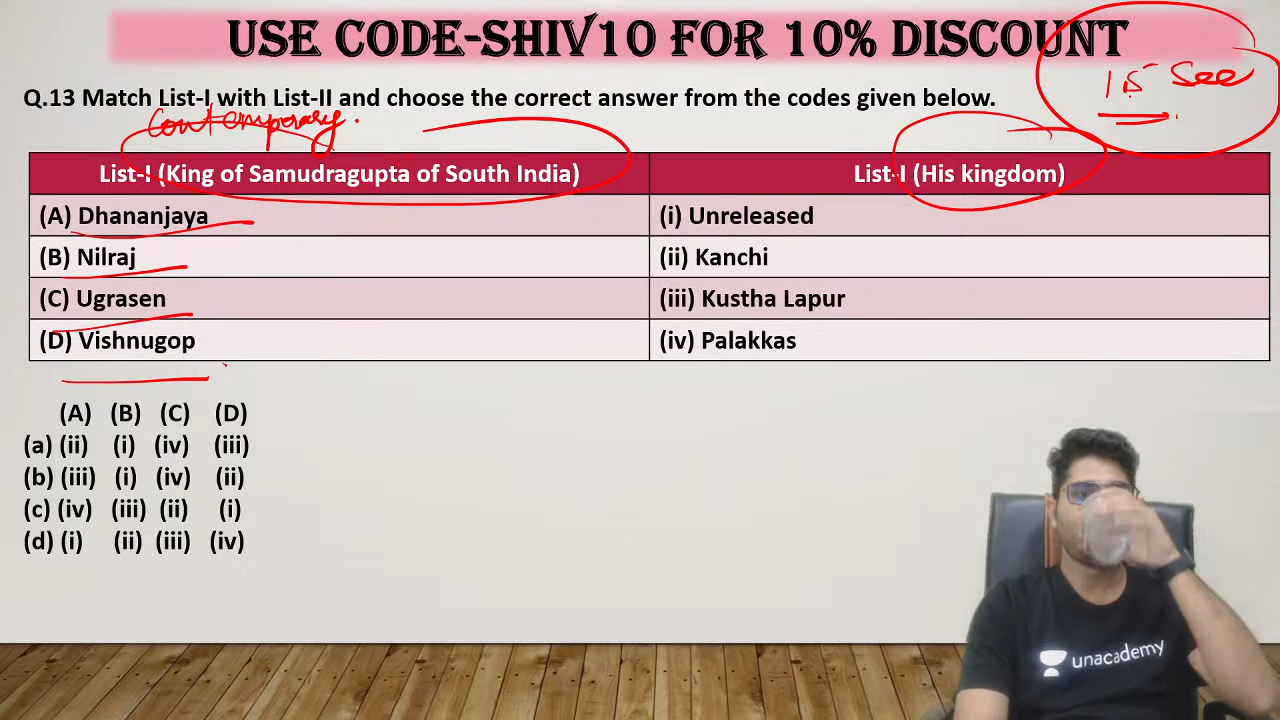 USE CODE-SHIV10 FOR 10% DISCOUNT
15 See
Q.13 Match List-I with List-II and choose the correct answer from the codes given below.
Contemporary.
List-I (King of Samudragupta of South India) List-I (His kingdom)
(A) Dhananjaya (i) Unreleased
(B) Nilraj (ii) Kanchi
(C) Ugrasen (iii) Kustha Lapur
(D) Vishnugop (iv) Palakkas
(A) (B) (C) (D)
(a) (ii) (i) (iv) (iii)
(b) (iii) (i) (iv) (ii)
(c) (iv) (iii) (ii) (i)
(d) (i) (ii) (iii) (iv)
unacademy